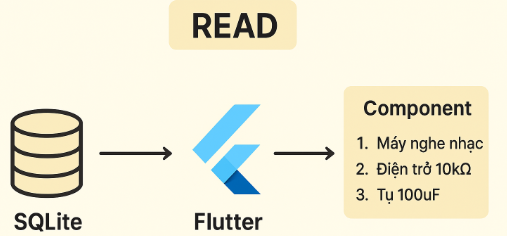 READ
SQLite
Flutter
Component
1. Máy nghe nhạc
2. Điện trở 10kΩ
3. Tụ 100uF